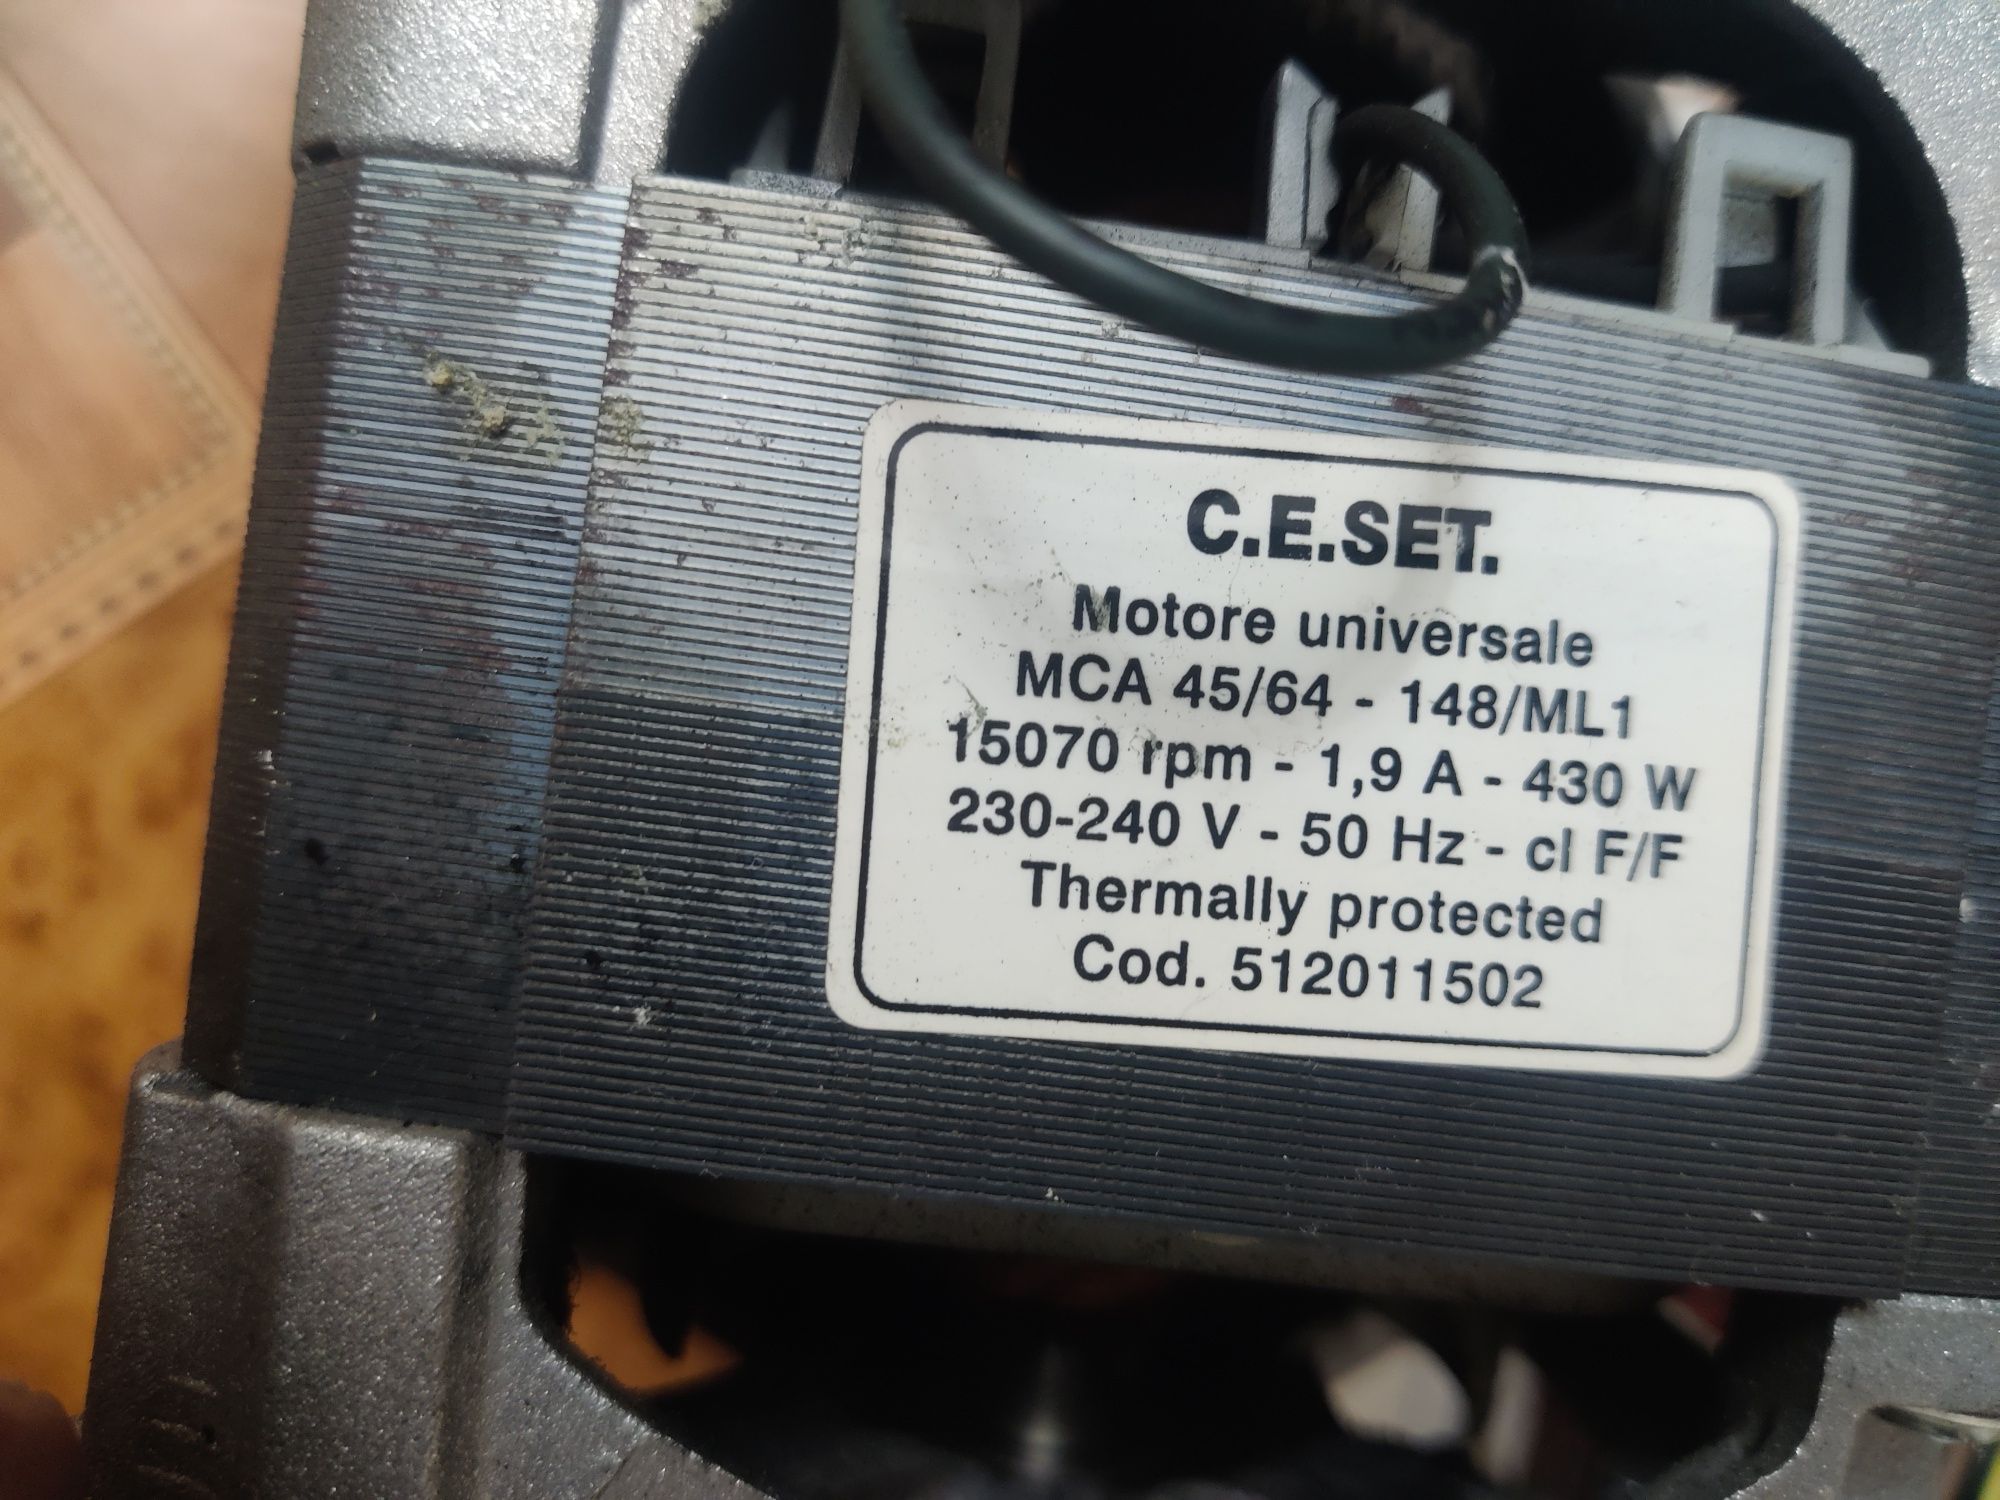 C.E.SET.
Motore universale
MCA 45/64 - 148/ML1
15070 rpm - 1,9 A - 430 W
230-240 V - 50 Hz - cl F/F
Thermally protected
Cod. 512011502